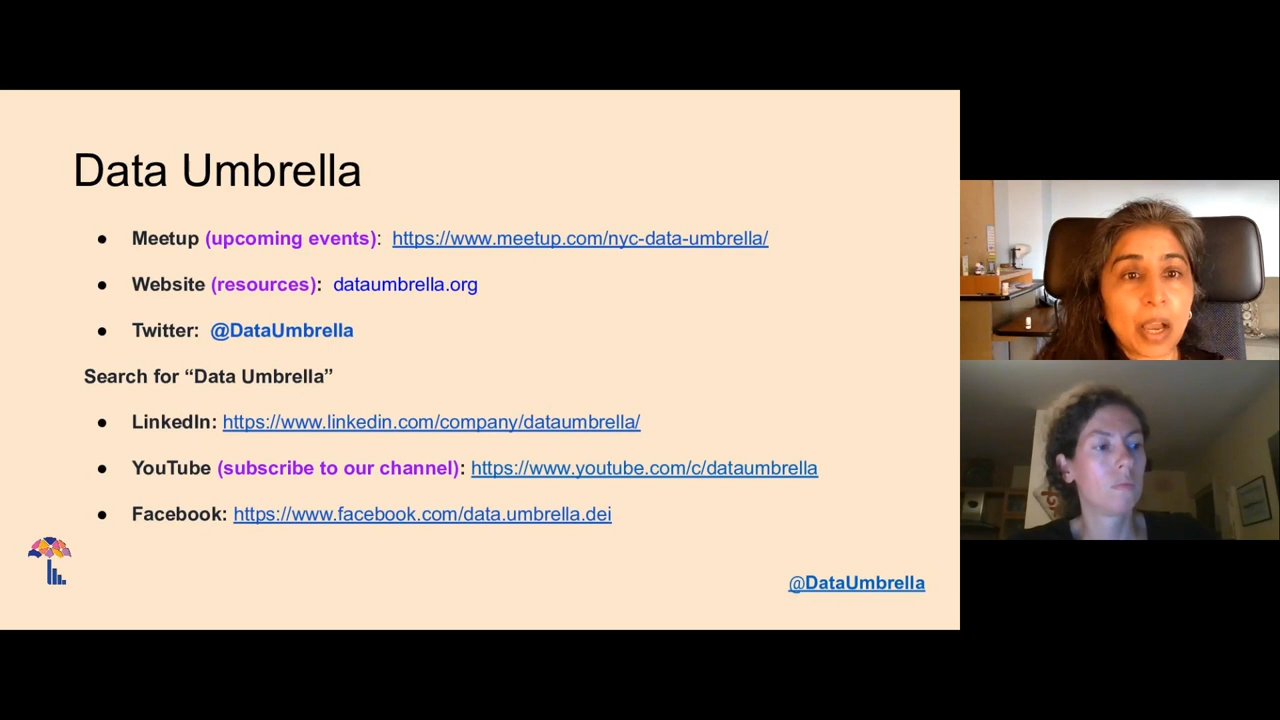 Data Umbrella
● Meetup (upcoming events): https://www.meetup.com/nyc-data-umbrella/
● Website (resources): dataumbrella.org
● Twitter: @DataUmbrella
Search for “Data Umbrella”
● LinkedIn: https://www.linkedin.com/company/dataumbrella/
● YouTube (subscribe to our channel): https://www.youtube.com/c/dataumbrella
● Facebook: https://www.facebook.com/data.umbrella.dei
@DataUmbrella